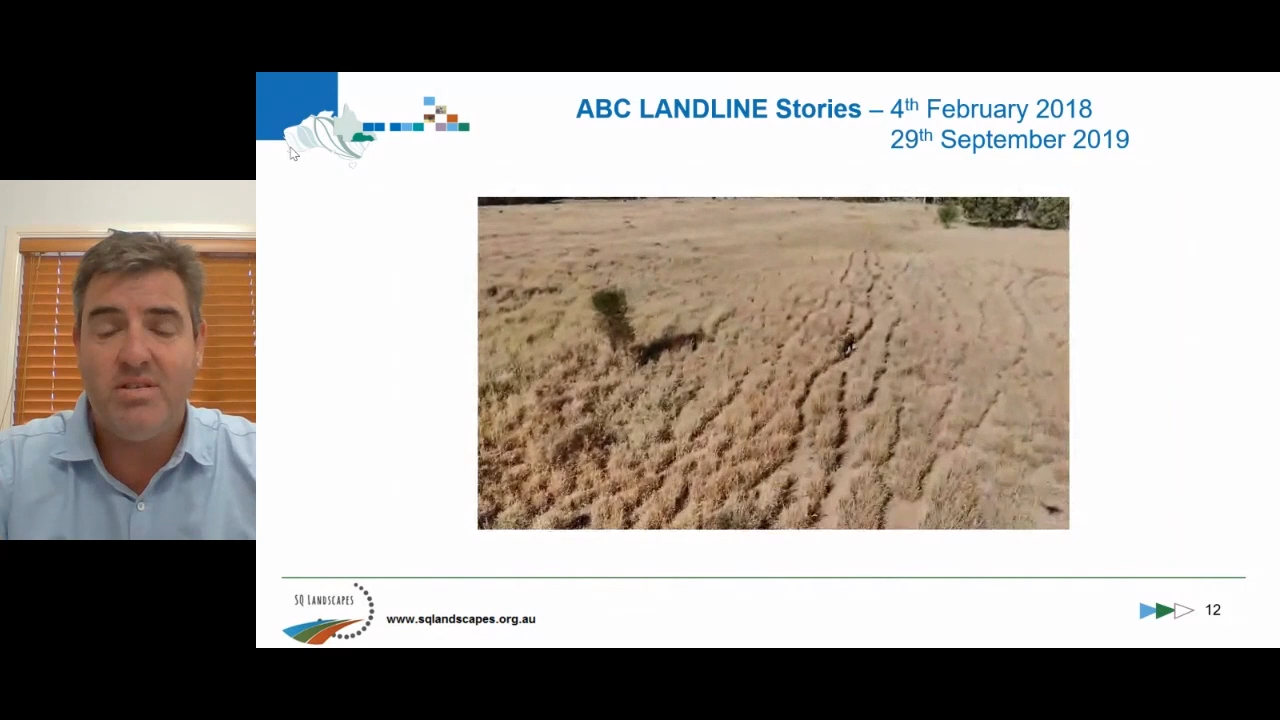 ABC LANDLINE Stories – 4th February 2018
29th September 2019
SQ LANDSCAPES
www.sqlandscapes.org.au
12